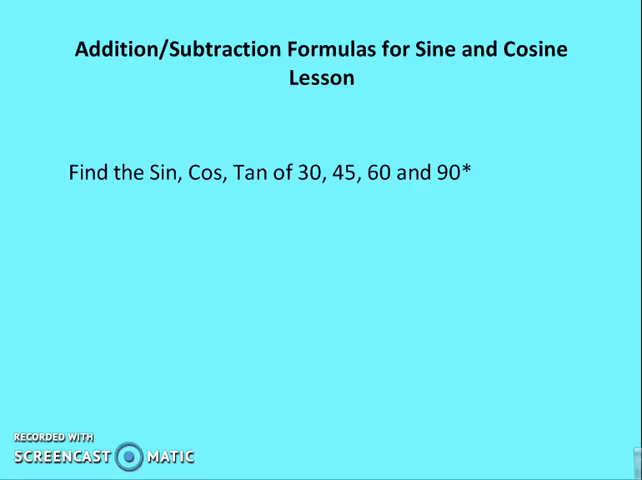 Addition/Subtraction Formulas for Sine and Cosine
Lesson
Find the Sin, Cos, Tan of 30, 45, 60 and 90*
RECORDED WITH
SCREENCAST MATIC